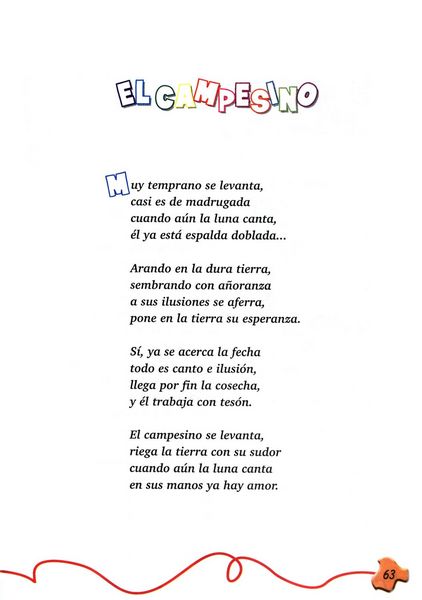 EL CAMPESINO
Muy temprano se levanta,
casi es de madrugada
cuando aún la luna canta,
él ya está espalda doblada...
Arando en la dura tierra,
sembrando con añoranza
a sus ilusiones se aferra,
pone en la tierra su esperanza.
Sí, ya se acerca la fecha
todo es canto e ilusión,
llega por fin la cosecha,
y él trabaja con tesón.
El campesino se levanta,
riega la tierra con su sudor
cuando aún la luna canta
en sus manos ya hay amor.
63